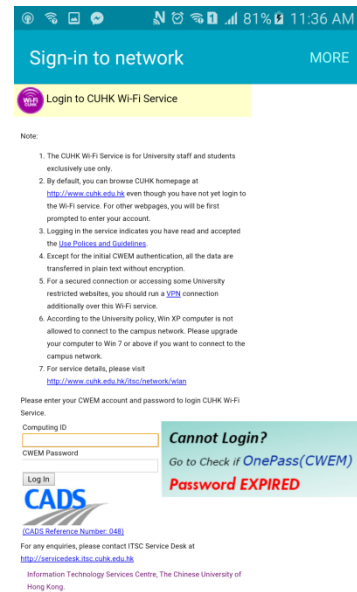 81% 11:36 AM
Sign-in to network
MORE
Wi-Fi
CUHK
Login to CUHK Wi-Fi Service
Note:
1. The CUHK Wi-Fi Service is for University staff and students
exclusively use only.
2. By default, you can browse CUHK homepage at
http://www.cuhk.edu.hk even though you have not yet login to
the Wi-Fi service. For other webpages, you will be first
prompted to enter your account.
3. Logging in the service indicates you have read and accepted
the Use Polices and Guidelines.
4. Except for the initial CWEM authentication, all the data are
transferred in plain text without encryption.
5. For a secured connection or accessing some University
restricted websites, you should run a VPN connection
additionally over this Wi-Fi service.
6. According to the University policy, Win XP computer is not
allowed to connect to the campus network. Please upgrade
your computer to Win 7 or above if you want to connect to the
campus network.
7. For service details, please visit
http://www.cuhk.edu.hk/itsc/network/wlan
Please enter your CWEM account and password to login CUHK Wi-Fi
Service.
Computing ID
CWEM Password
Log In
Cannot Login?
Go to Check if OnePass(CWEM)
Password EXPIRED
CADS
(CADS Reference Number: 048)
For any enquiries, please contact ITSC Service Desk at
http://servicedesk.itsc.cuhk.edu.hk
Information Technology Services Centre, The Chinese University of
Hong Kong.